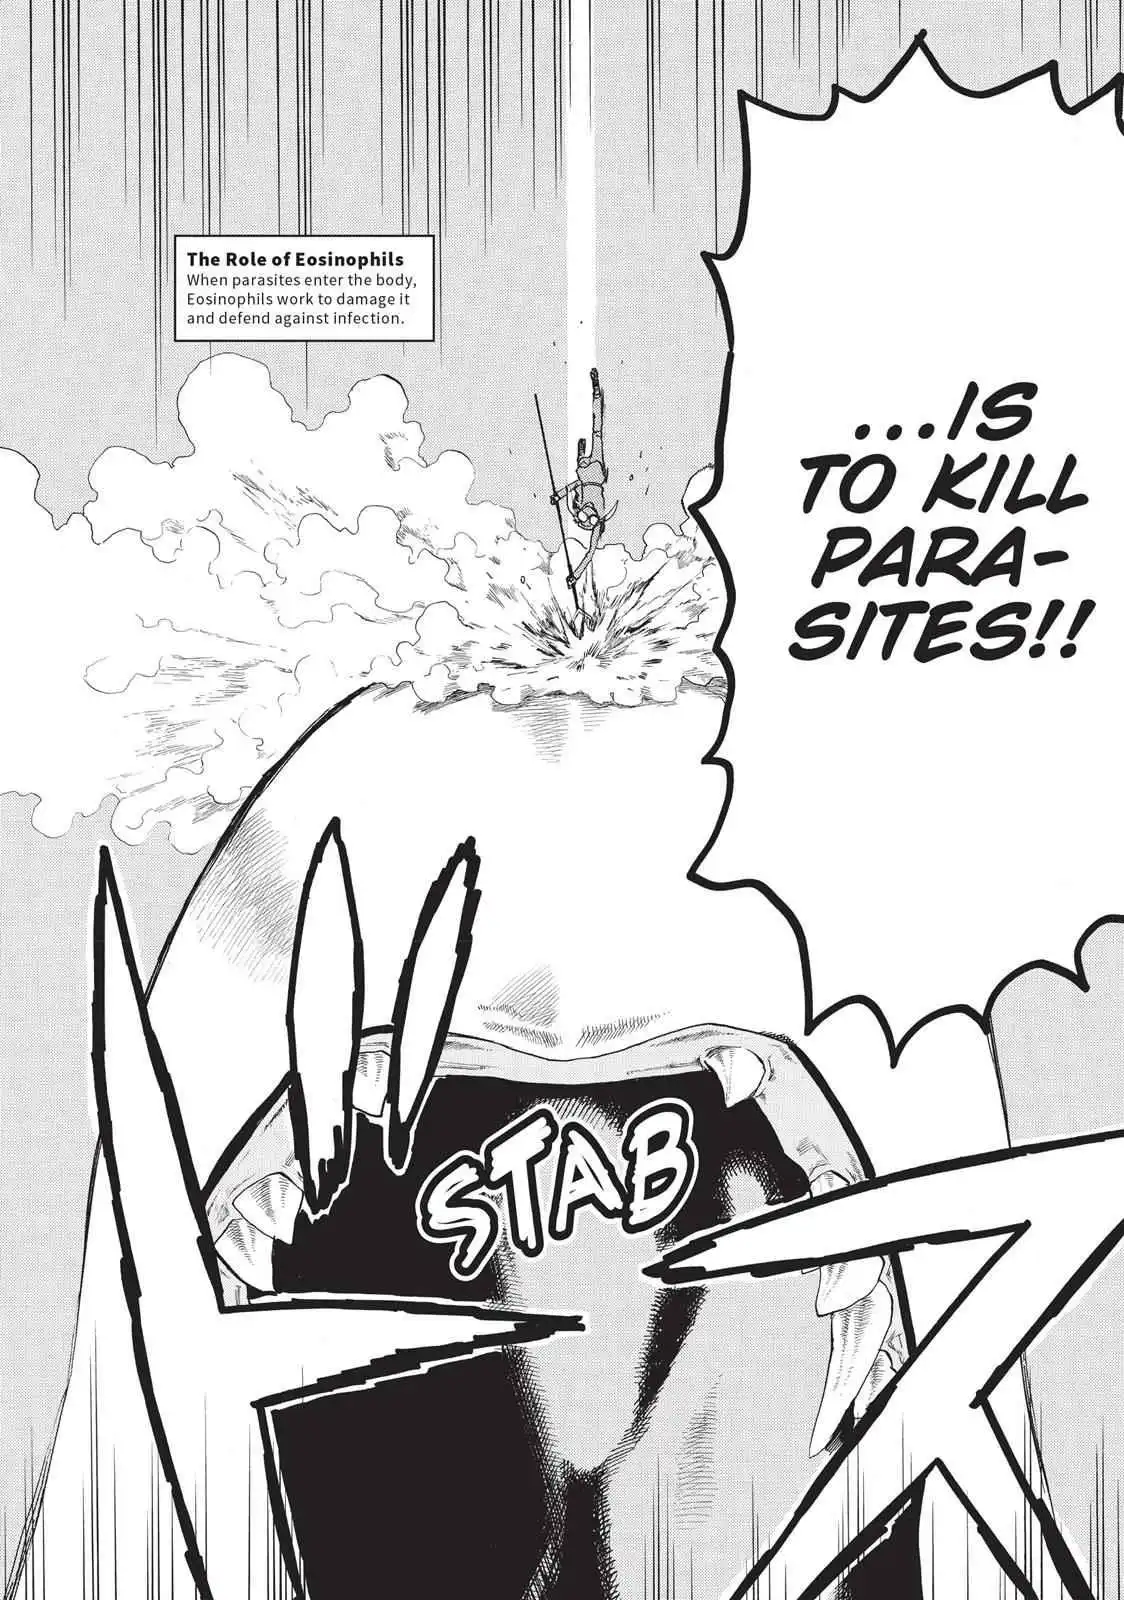 ...IS
TO KILL
PARA-
SITES!!
The Role of Eosinophils
When parasites enter the body,
Eosinophils work to damage it
and defend against infection.
STAB